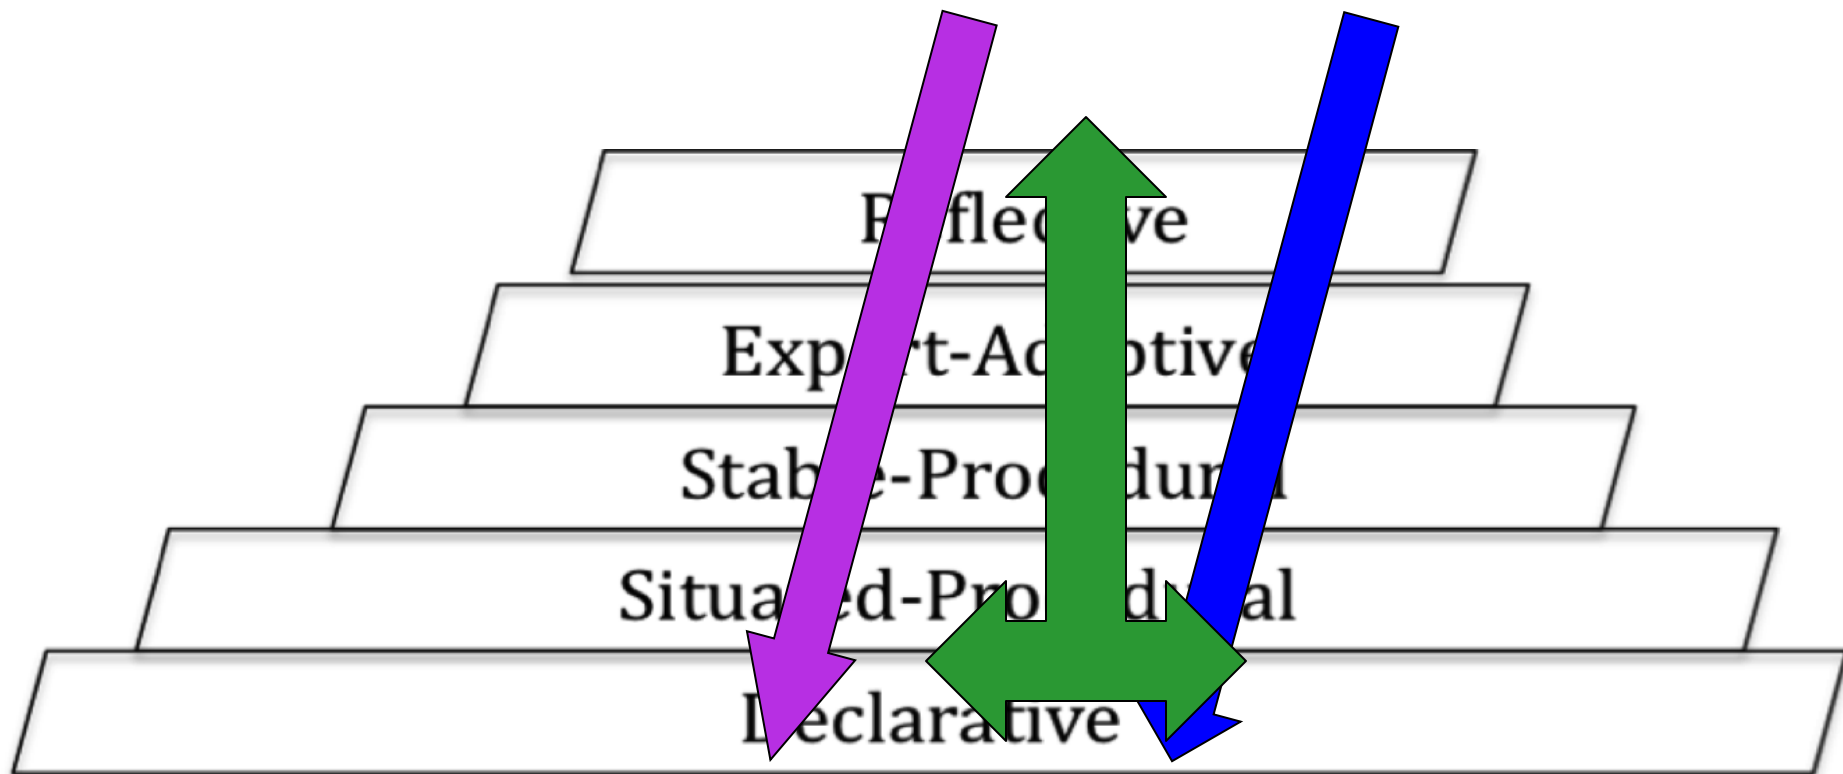 Reflective
Expert-Adaptive
Stable-Procedural
Situated-Procedural
Declarative